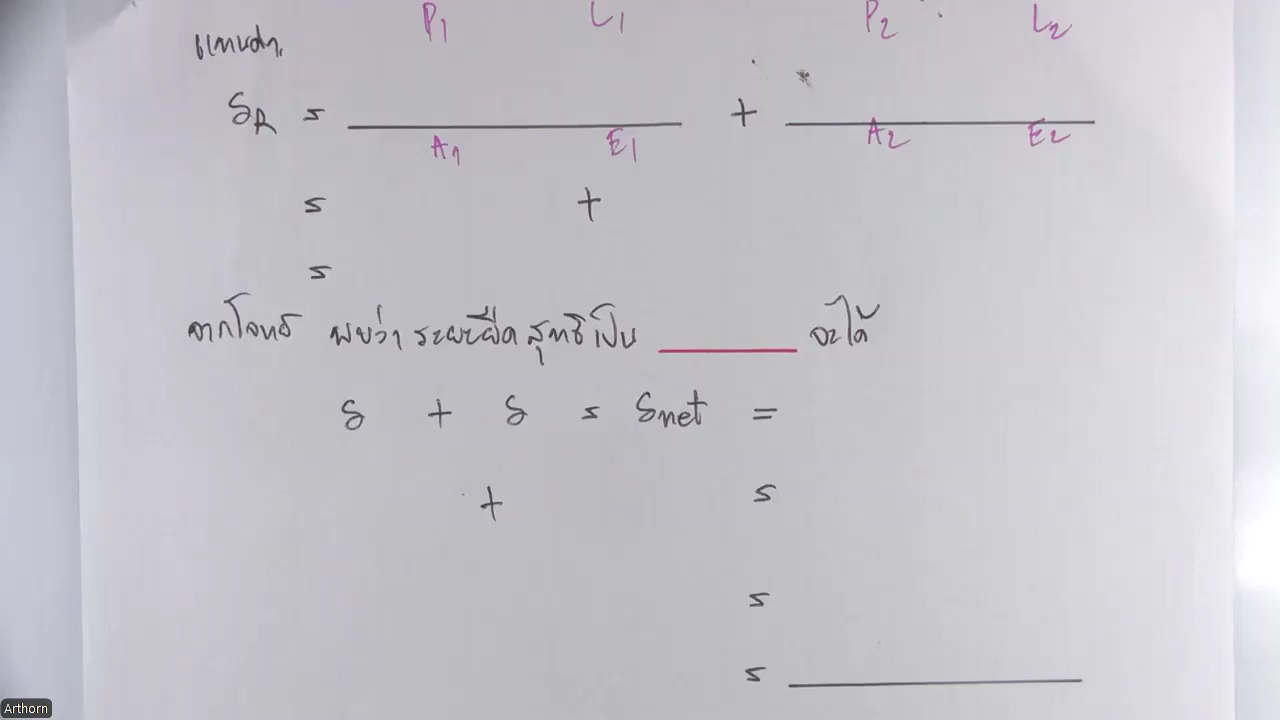 P1 L1 P2 L2
แทนค่า
δR = +
A1 E1 A2 E2
= +
=
จากโจทย์ พบว่า ระยะยืด สุทธิเป็น จะได้
δ + δ = δnet =
+ =
=
=
Arthorn